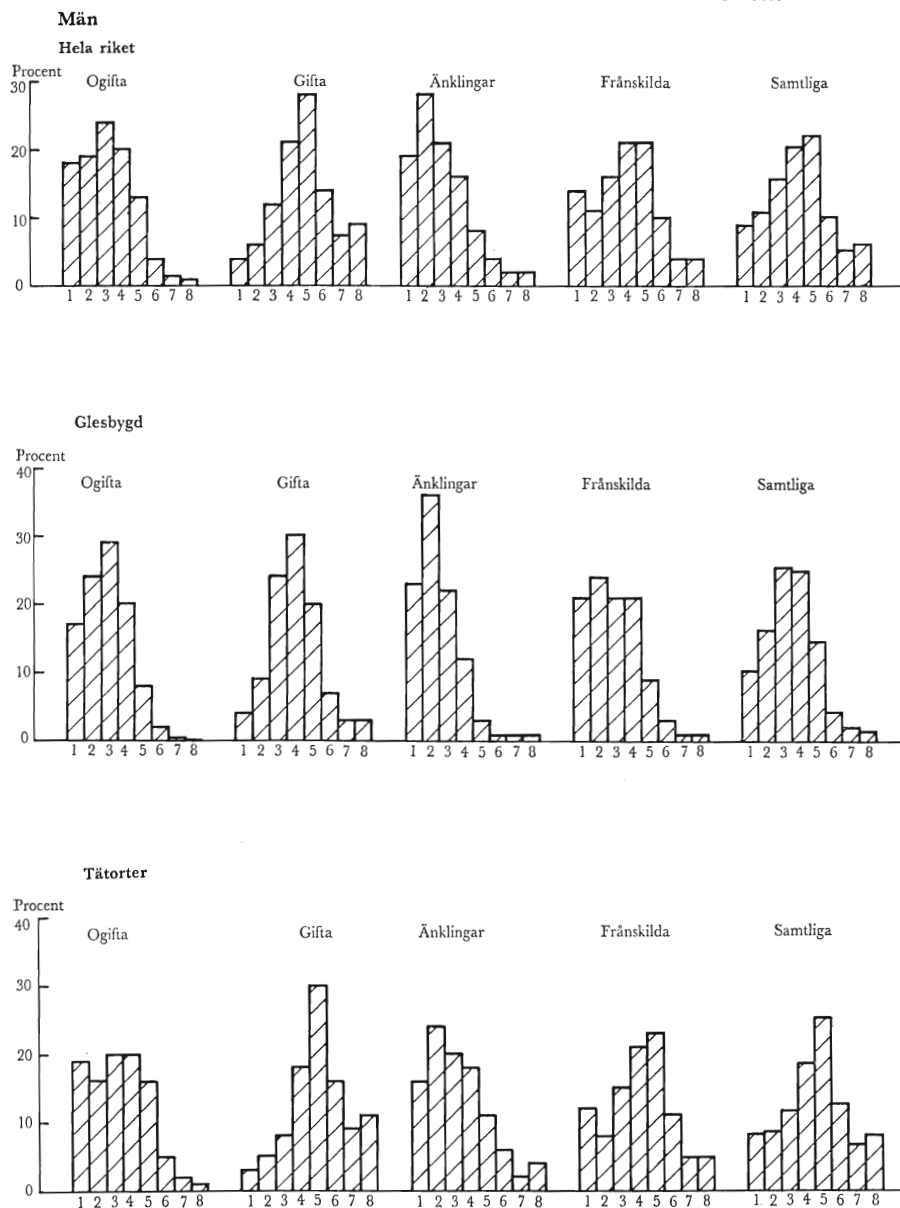 Män
Hela riket
Procent
Ogifta Gifta Änklingar Frånskilda Samtliga
30
20
10
0
1 2 3 4 5 6 7 8 1 2 3 4 5 6 7 8 1 2 3 4 5 6 7 8 1 2 3 4 5 6 7 8 1 2 3 4 5 6 7 8
Glesbygd
Procent
40
Ogifta Gifta Änklingar Frånskilda Samtliga
30
20
10
0
1 2 3 4 5 6 7 8 1 2 3 4 5 6 7 8 1 2 3 4 5 6 7 8 1 2 3 4 5 6 7 8 1 2 3 4 5 6 7 8
Tätorter
Procent
40
Ogifta Gifta Änklingar Frånskilda Samtliga
30
20
10
0
1 2 3 4 5 6 7 8 1 2 3 4 5 6 7 8 1 2 3 4 5 6 7 8 1 2 3 4 5 6 7 8 1 2 3 4 5 6 7 8